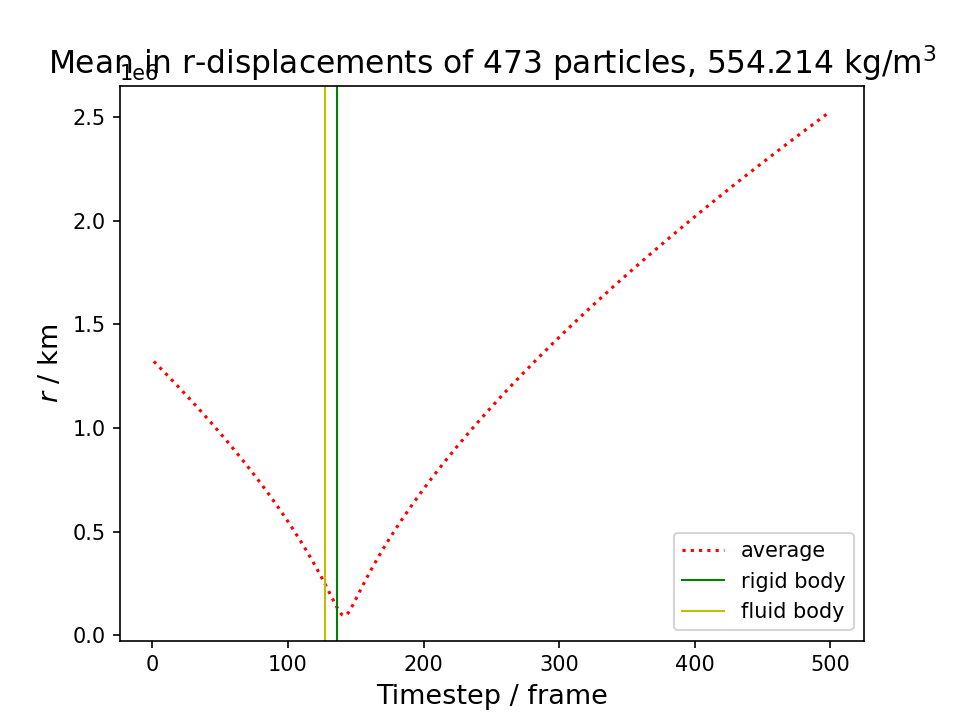 Mean in r-displacements of 473 particles, 554.214 kg/m³
1e6
2.5
2.0
1.5
1.0
0.5
0.0
r / km
0 100 200 300 400 500
Timestep / frame
average
rigid body
fluid body